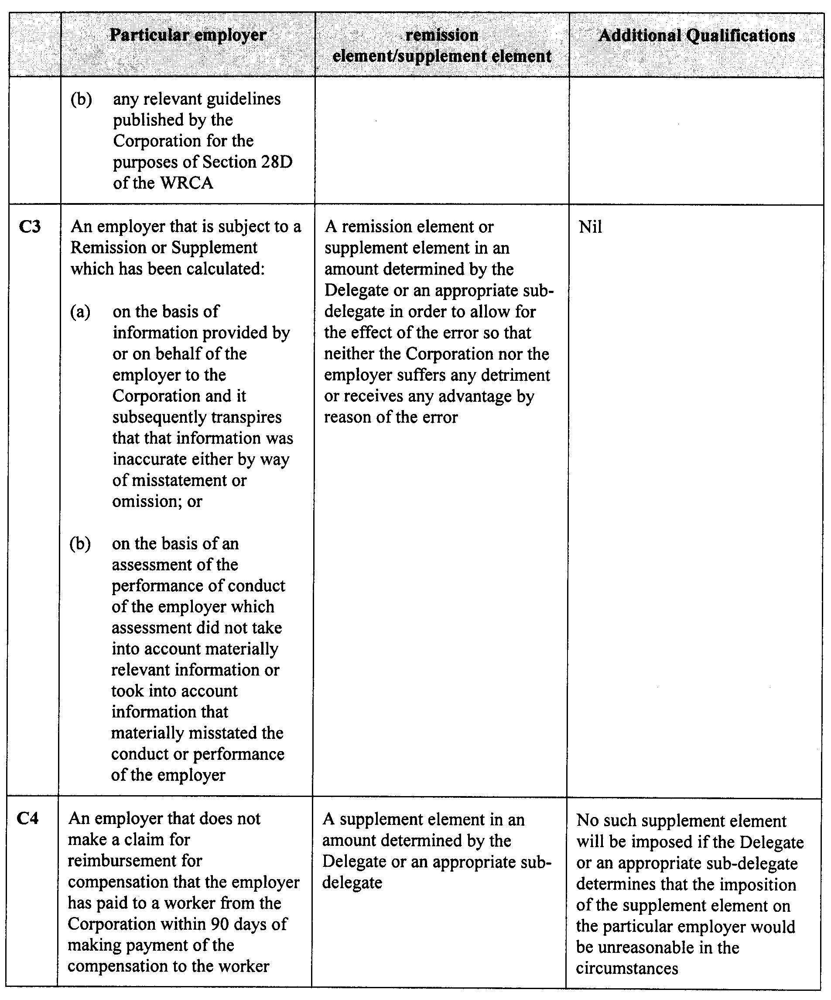 Particular employer
remission
element/supplement element
Additional Qualifications
(b) any relevant guidelines
published by the
Corporation for the
purposes of Section 28D
of the WRCA
C3
An employer that is subject to a
Remission or Supplement
which has been calculated:
(a) on the basis of
information provided by
or on behalf of the
employer to the
Corporation and it
subsequently transpires
that that information was
inaccurate either by way
of misstatement or
omission; or
(b) on the basis of an
assessment of the
performance of conduct
of the employer which
assessment did not take
into account materially
relevant information or
took into account
information that
materially misstated the
conduct or performance
of the employer
A remission element or
supplement element in an
amount determined by the
Delegate or an appropriate sub-
delegate in order to allow for
the effect of the error so that
neither the Corporation nor the
employer suffers any detriment
or receives any advantage by
reason of the error
Nil
C4
An employer that does not
make a claim for
reimbursement for
compensation that the employer
has paid to a worker from the
Corporation within 90 days of
making payment of the
compensation to the worker
A supplement element in an
amount determined by the
Delegate or an appropriate sub-
delegate
No such supplement element
will be imposed if the Delegate
or an appropriate sub-delegate
determines that the imposition
of the supplement element on
the particular employer would
be unreasonable in the
circumstances